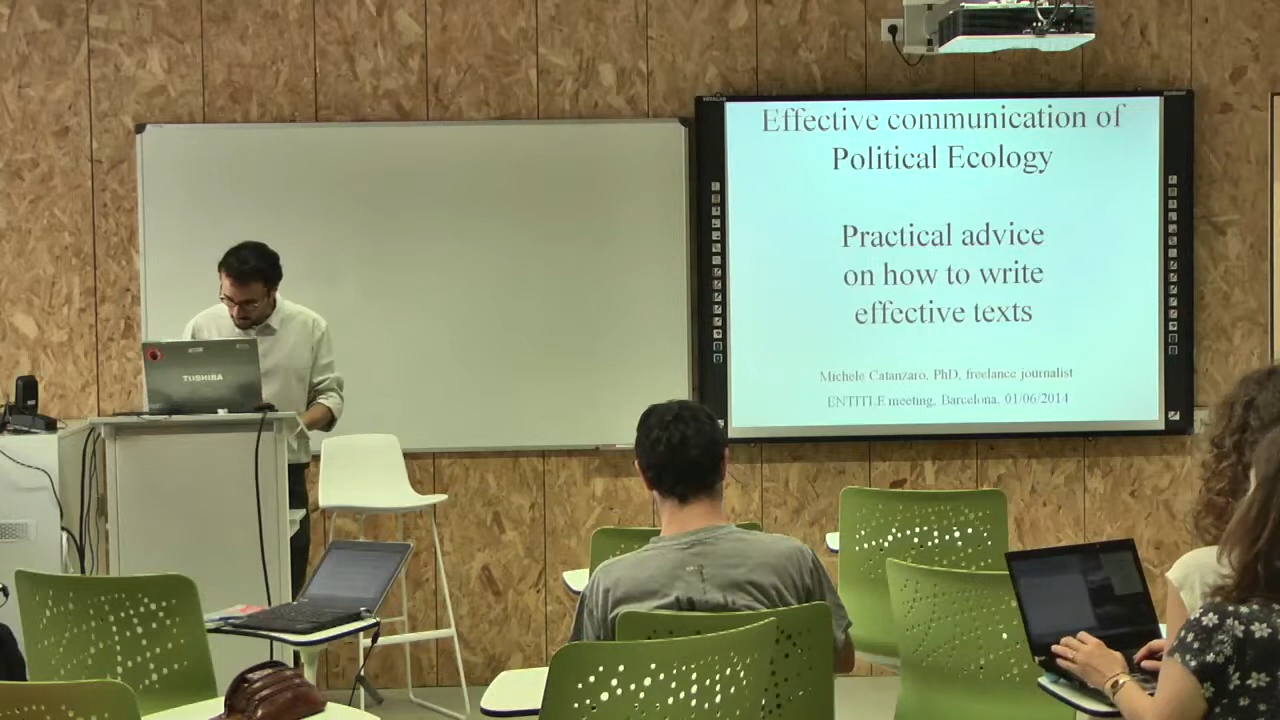 Effective communication of
Political Ecology
Practical advice
on how to write
effective texts
Michele Catanzaro, PhD, freelance journalist
ENTITLE meeting, Barcelona, 01/06/2014
TOSHIBA